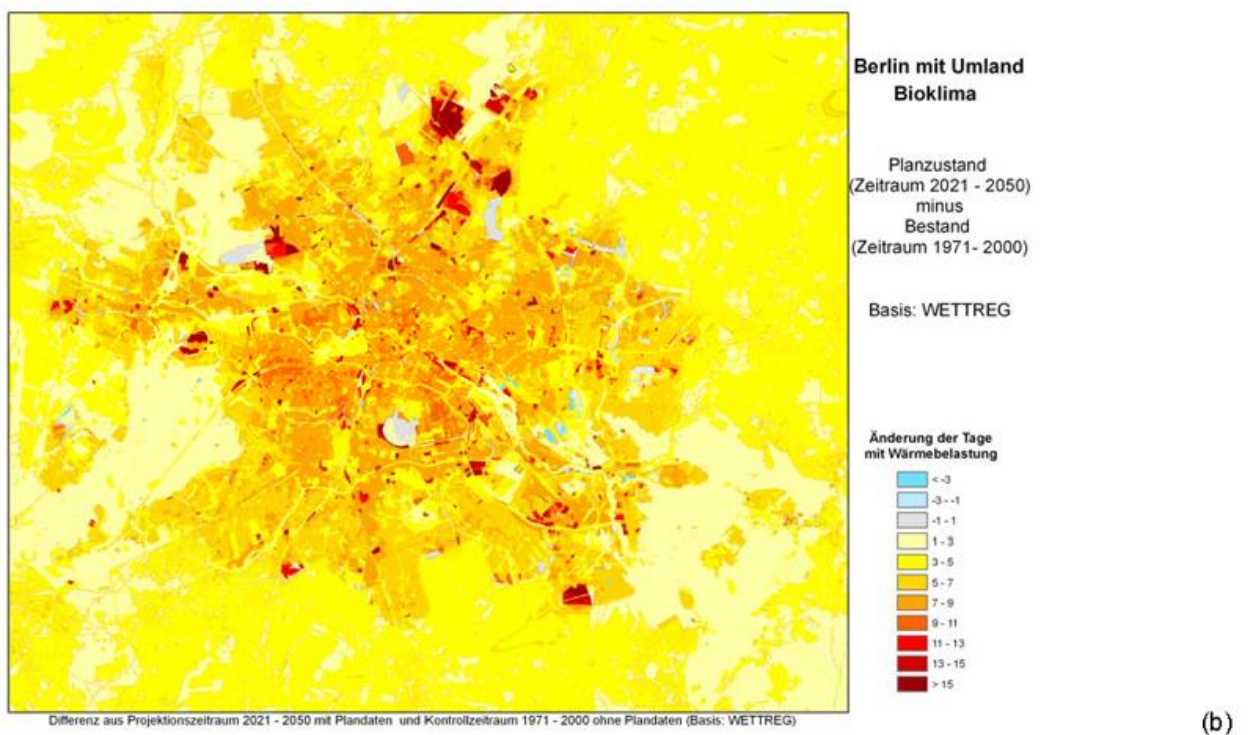 Berlin mit Umland
Bioklima
Planzustand
(Zeitraum 2021 - 2050)
minus
Bestand
(Zeitraum 1971- 2000)
Basis: WETTREG
Änderung der Tage
mit Wärmebelastung
< -3
-3 - -1
-1 - 1
1 - 3
3 - 5
5 - 7
7 - 9
9 - 11
11 - 13
13 - 15
> 15
Differenz aus Projektionszeitraum 2021 - 2050 mit Plandaten und Kontrollzeitraum 1971 - 2000 ohne Plandaten (Basis: WETTREG)
(b)